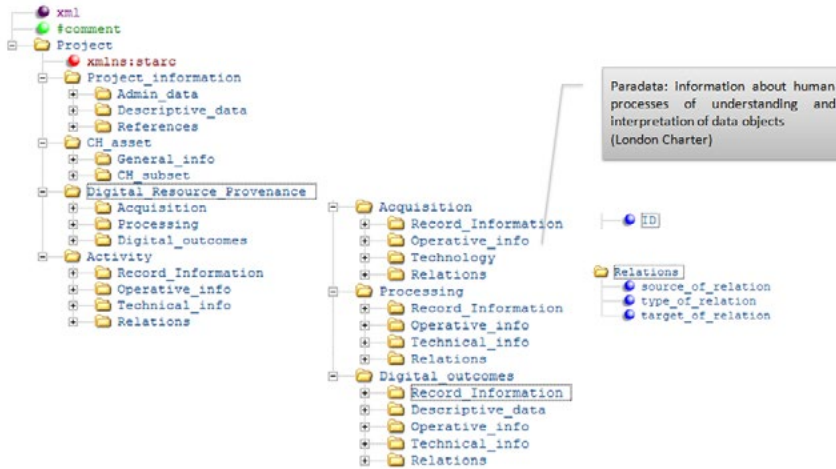 xml
#comment
Project
xmlns:starc
Project_information
Admin_data
Descriptive_data
References
CH_asset
General_info
CH_subset
Digital_Resource_Provenance
Acquisition
Processing
Digital_outcomes
Activity
Record_Information
Operative_info
Technical_info
Relations
Acquisition
Record_Information
Operative_info
Technology
Relations
Processing
Record_Information
Operative_info
Technical_info
Relations
Digital_outcomes
Record_Information
Descriptive_data
Operative_info
Technical_info
Relations
Paradata: information about human
processes of understanding and
interpretation of data objects
(London Charter)
ID
Relations
source_of_relation
type_of_relation
target_of_relation